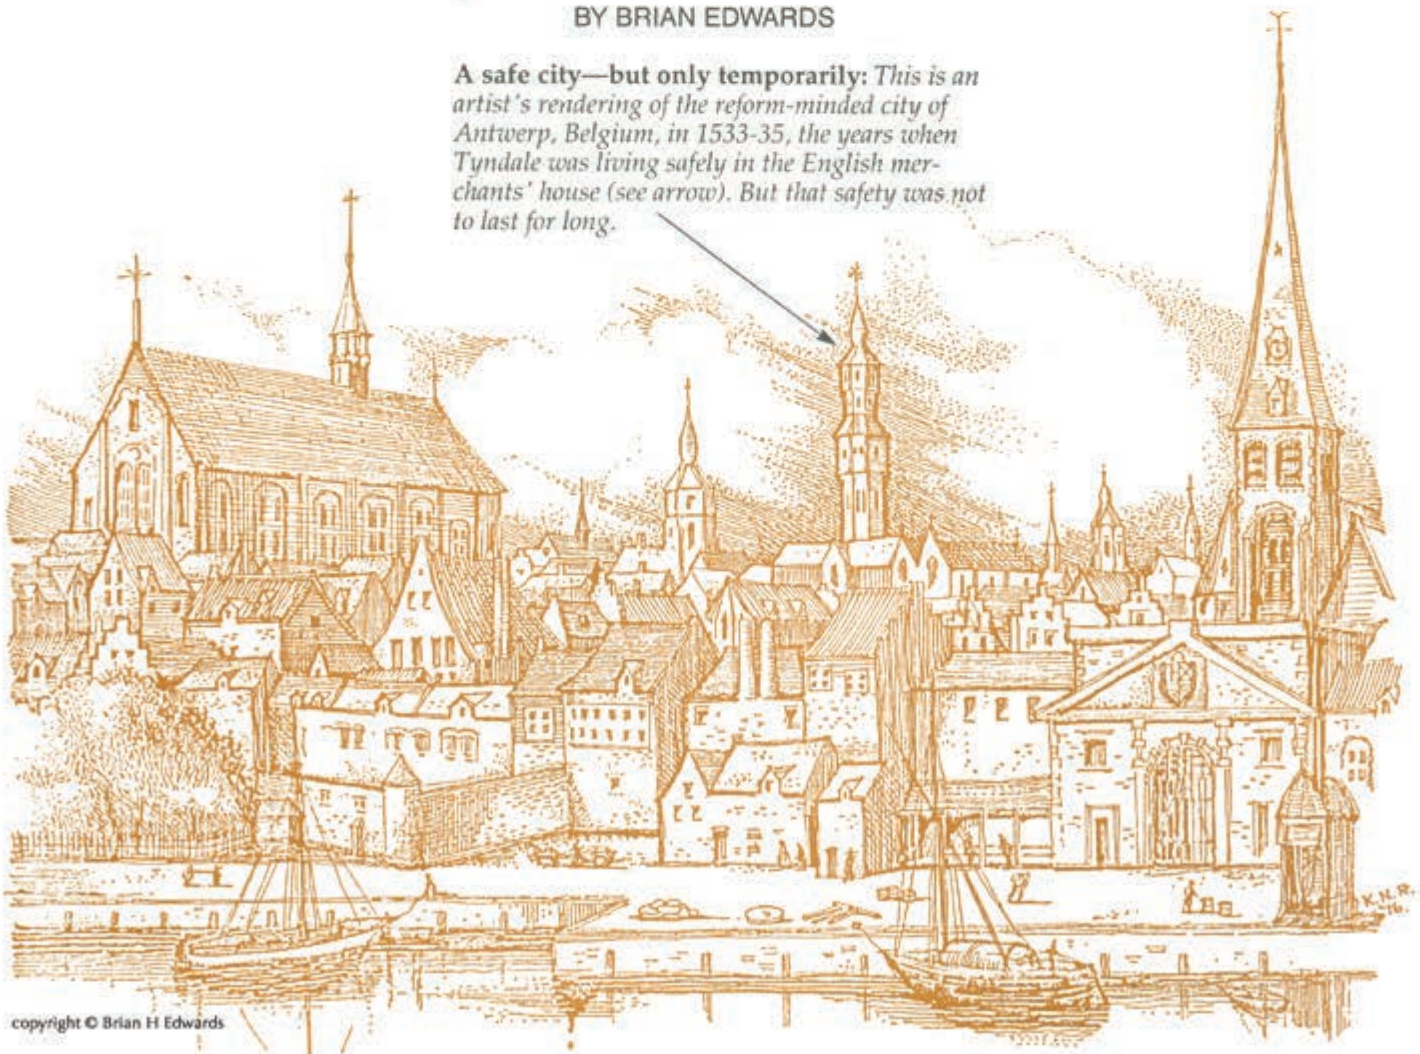 BY BRIAN EDWARDS
A safe city—but only temporarily: This is an
artist's rendering of the reform-minded city of
Antwerp, Belgium, in 1533-35, the years when
Tyndale was living safely in the English mer-
chants' house (see arrow). But that safety was not
to last for long.
K.H.R.
copyright © Brian H Edwards